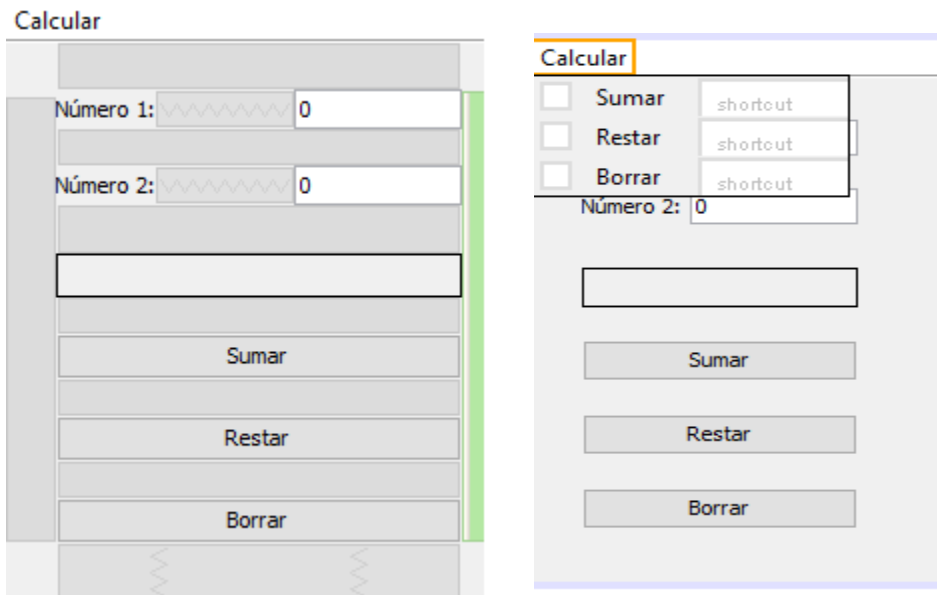 Calcular
Número 1: 0
Número 2: 0
Sumar
Restar
Borrar
Calcular
Sumar shortcut
Restar shortcut
Borrar shortcut
Número 2: 0
Sumar
Restar
Borrar